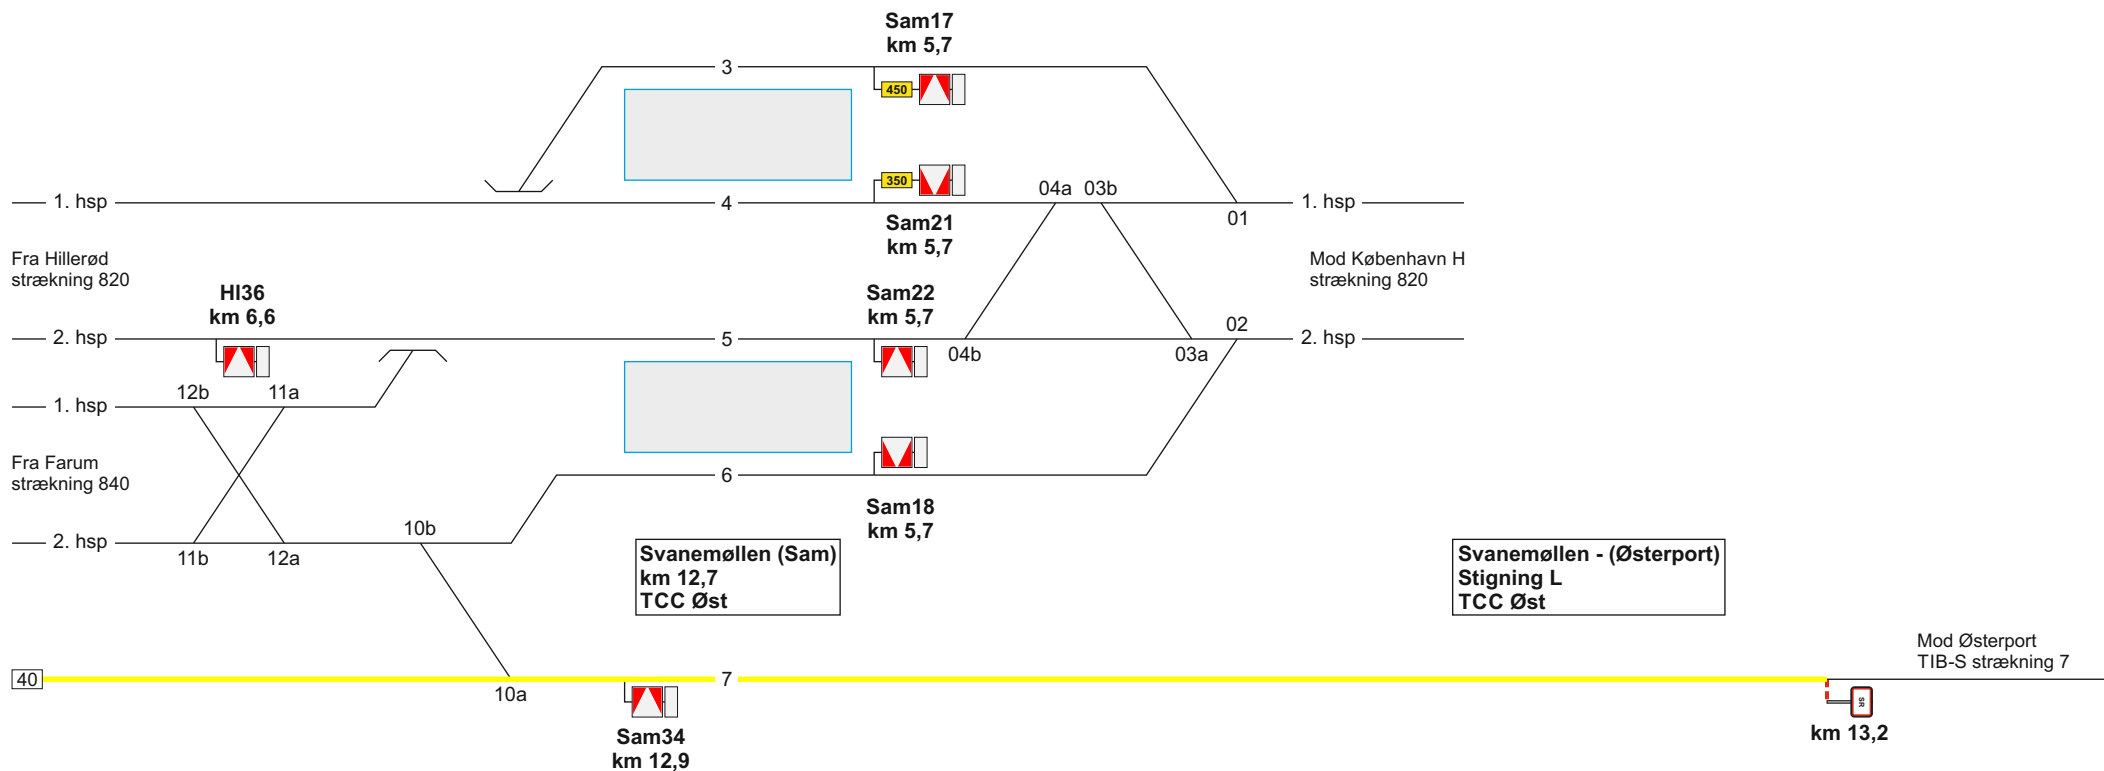 Sam17
km 5,7
3
450
350
04a 03b
1. hsp
4
1. hsp
01
Sam21
km 5,7
Fra Hillerød
strækning 820
Mod København H
strækning 820
HI36
km 6,6
Sam22
km 5,7
02
2. hsp
5
2. hsp
04b
03a
12b
11a
1. hsp
Fra Farum
strækning 840
6
Sam18
km 5,7
10b
2. hsp
11b
12a
Svanemøllen (Sam)
km 12,7
TCC Øst
Svanemøllen - (Østerport)
Stigning L
TCC Øst
Mod Østerport
TIB-S strækning 7
40
7
10a
SR
Sam34
km 12,9
km 13,2